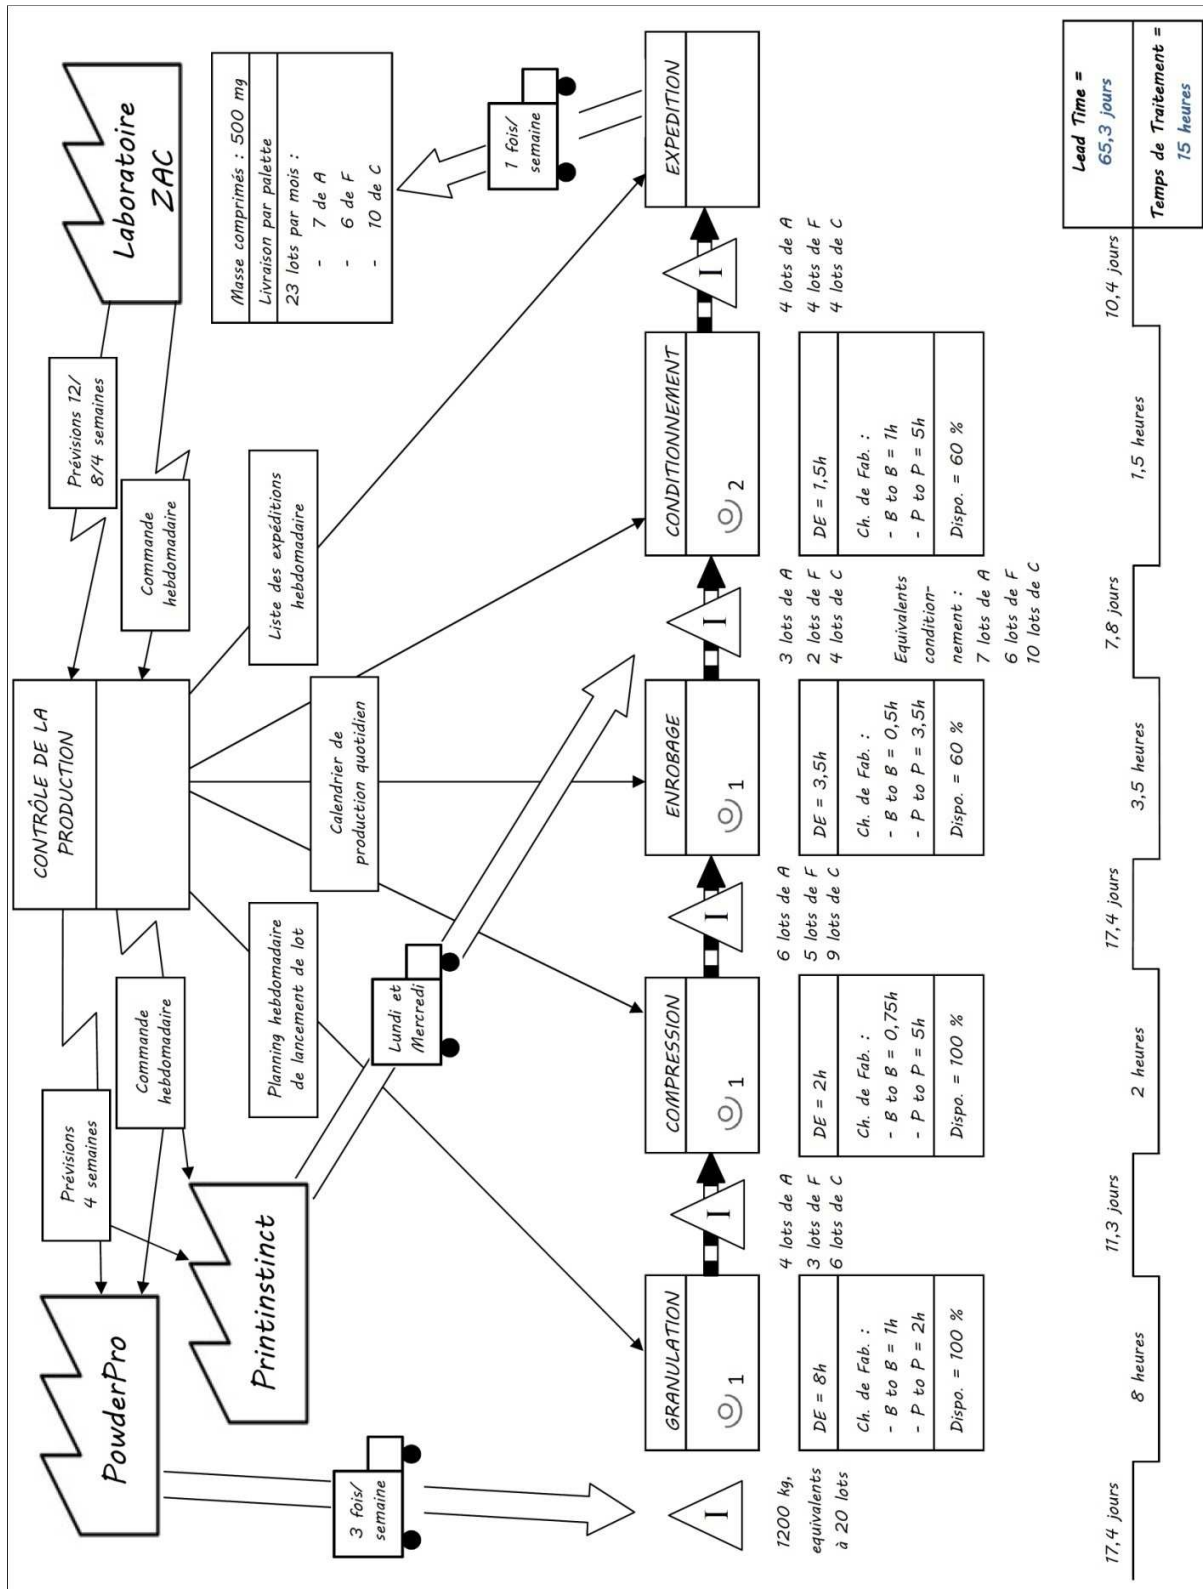 PowderPro
Printinstinct
Prévisions
4 semaines
Commande
hebdomadaire
CONTRÔLE DE LA
PRODUCTION
Prévisions 12/
8/4 semaines
Commande
hebdomadaire
Laboratoire
ZAC
Masse comprimés : 500 mg
Livraison par palette
23 lots par mois :
- 7 de A
- 6 de F
- 10 de C
3 fois/
semaine
Planning hebdomadaire
de lancement de lot
Lundi et
Mercredi
Calendrier de
production quotidien
Liste des expéditions
hebdomadaire
1 fois/
semaine
I
1200 kg,
equivalents
à 20 lots
GRANULATION
1
DE = 8h
Ch. de Fab. :
- B to B = 1h
- P to P = 2h
Dispo. = 100 %
I
4 lots de A
3 lots de F
6 lots de C
COMPRESSION
1
DE = 2h
Ch. de Fab. :
- B to B = 0,75h
- P to P = 5h
Dispo. = 100 %
I
6 lots de A
5 lots de F
9 lots de C
ENROBAGE
1
DE = 3,5h
Ch. de Fab. :
- B to B = 0,5h
- P to P = 3,5h
Dispo. = 60 %
I
3 lots de A
2 lots de F
4 lots de C
Equivalents
condition-
nement :
7 lots de A
6 lots de F
10 lots de C
CONDITIONNEMENT
2
DE = 1,5h
Ch. de Fab. :
- B to B = 1h
- P to P = 5h
Dispo. = 60 %
I
4 lots de A
4 lots de F
4 lots de C
EXPEDITION
17,4 jours
8 heures
11,3 jours
2 heures
17,4 jours
3,5 heures
7,8 jours
1,5 heures
10,4 jours
Lead Time =
65,3 jours
Temps de Traitement =
15 heures